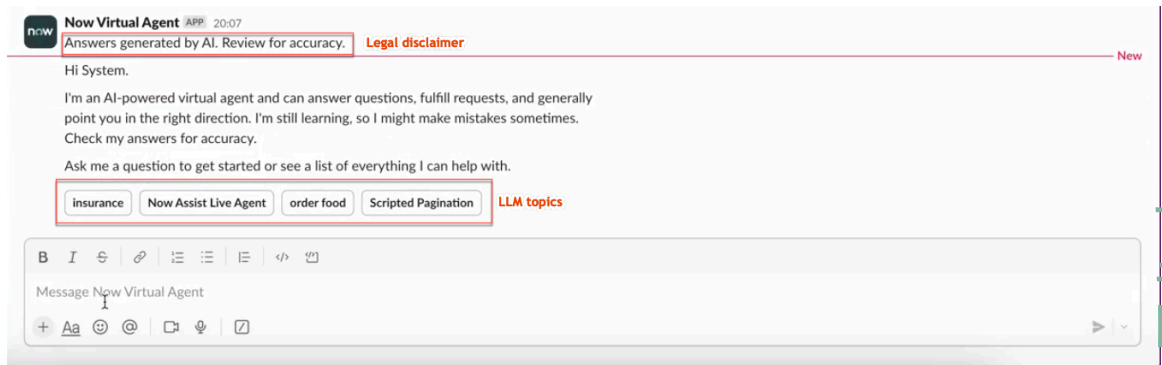 now
Now Virtual Agent APP 20:07
Answers generated by AI. Review for accuracy. Legal disclaimer
New
Hi System.
I'm an AI-powered virtual agent and can answer questions, fulfill requests, and generally
point you in the right direction. I'm still learning, so I might make mistakes sometimes.
Check my answers for accuracy.
Ask me a question to get started or see a list of everything I can help with.
insurance Now Assist Live Agent order food Scripted Pagination LLM topics
B I S
Message Now Virtual Agent
Aa @